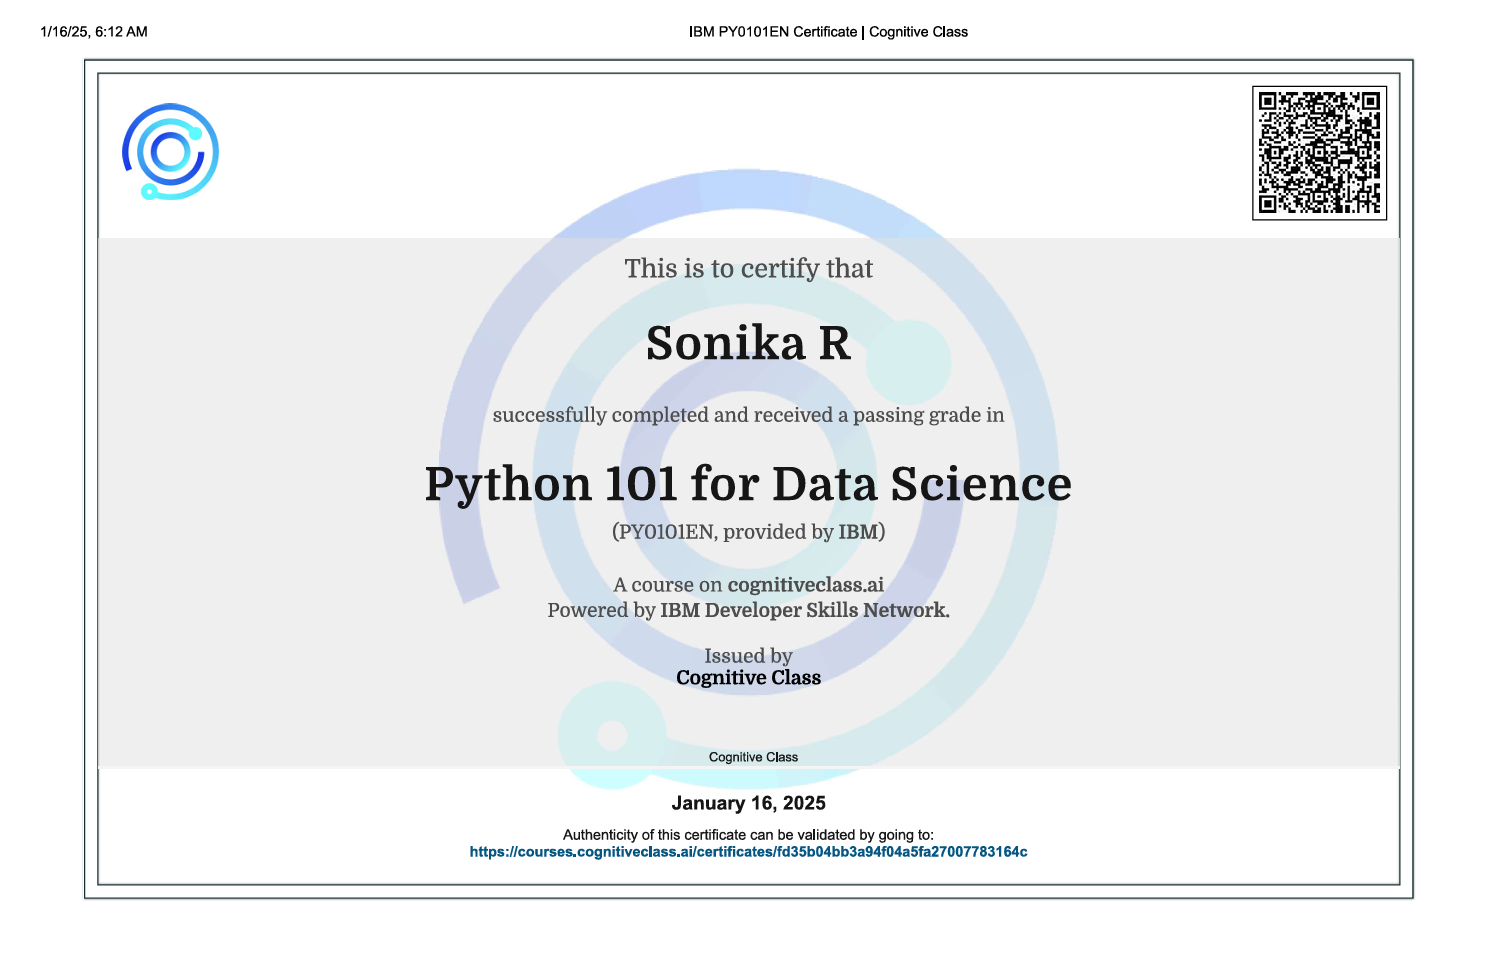 1/16/25, 6:12 AM
IBM PY0101EN Certificate | Cognitive Class
This is to certify that
Sonika R
successfully completed and received a passing grade in
Python 101 for Data Science
(PY0101EN, provided by IBM)
A course on cognitiveclass.ai
Powered by IBM Developer Skills Network.
Issued by
Cognitive Class
Cognitive Class
January 16, 2025
Authenticity of this certificate can be validated by going to:
https://courses.cognitiveclass.ai/certificates/fd35b04bb3a94f04a5fa27007783164c